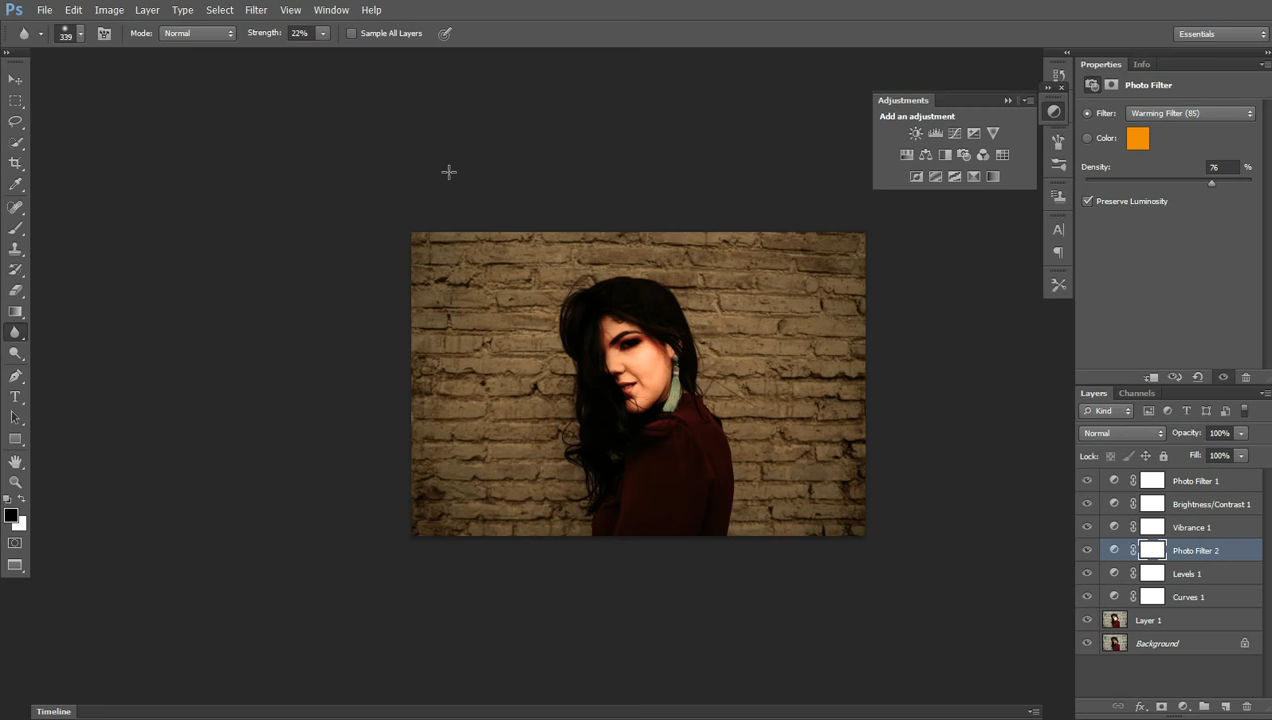 Ps File Edit Image Layer Type Select Filter View Window Help
339 Mode: Normal Strength: 22% Sample All Layers Essentials
Properties Info
Photo Filter
Adjustments
Add an adjustment
Filter: Warming Filter (85)
Color:
Density: 76 %
Preserve Luminosity
Layers Channels
Kind
Normal Opacity: 100%
Lock: Fill: 100%
Photo Filter 1
Brightness/Contrast 1
Vibrance 1
Photo Filter 2
Levels 1
Curves 1
Layer 1
Background
Timeline